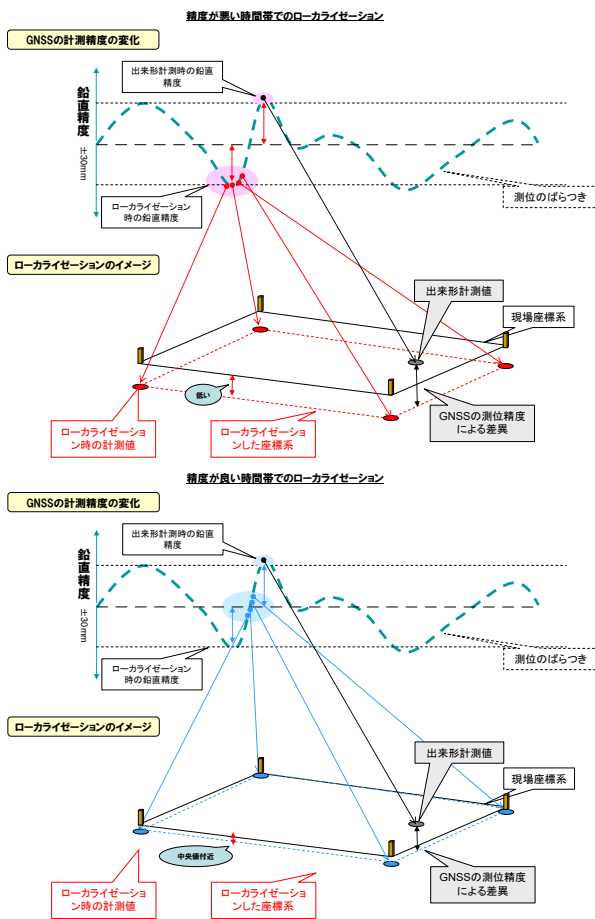 精度が悪い時間帯でのローカライゼーション
GNSSの計測精度の変化
出来形計測時の鉛直
精度
鉛直精度
±30mm
ローカライゼーション
時の鉛直精度
測位のばらつき
ローカライゼーションのイメージ
出来形計測値
現場座標系
低い
ローカライゼーショ
ン時の計測値
ローカライゼーショ
ンした座標系
GNSSの測位精度
による差異
精度が良い時間帯でのローカライゼーション
GNSSの計測精度の変化
出来形計測時の鉛直
精度
鉛直精度
±30mm
ローカライゼーション
時の鉛直精度
測位のばらつき
ローカライゼーションのイメージ
出来形計測値
現場座標系
中央値付近
ローカライゼーショ
ン時の計測値
ローカライゼーショ
ンした座標系
GNSSの測位精度
による差異